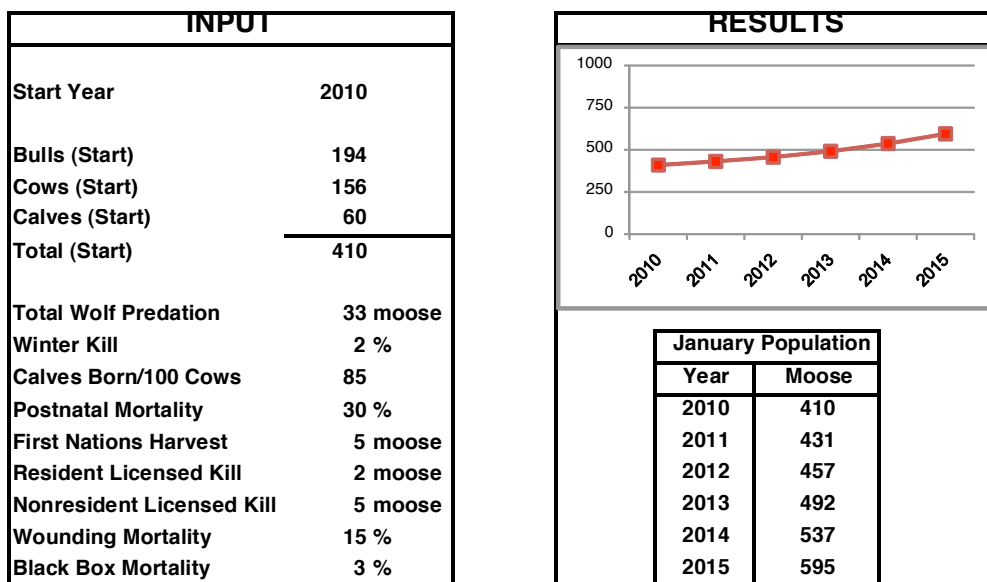 INPUT
Start Year 2010
Bulls (Start) 194
Cows (Start) 156
Calves (Start) 60
Total (Start) 410
Total Wolf Predation 33 moose
Winter Kill 2 %
Calves Born/100 Cows 85
Postnatal Mortality 30 %
First Nations Harvest 5 moose
Resident Licensed Kill 2 moose
Nonresident Licensed Kill 5 moose
Wounding Mortality 15 %
Black Box Mortality 3 %
RESULTS
1000
750
500
250
0
2010 2011 2012 2013 2014 2015
January Population
Year Moose
2010 410
2011 431
2012 457
2013 492
2014 537
2015 595